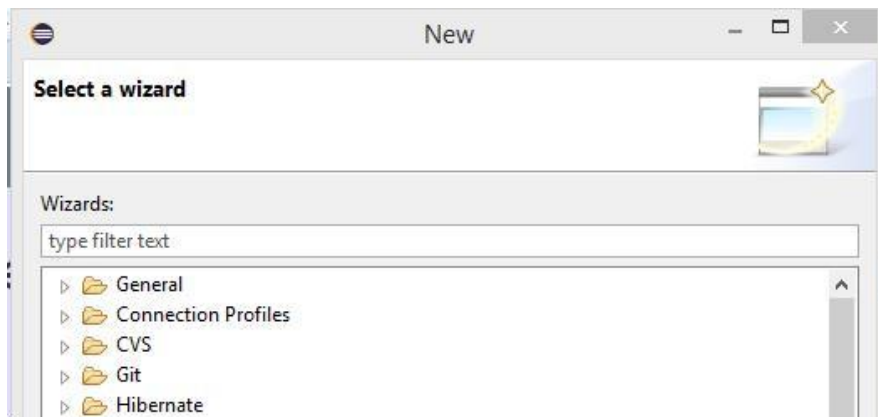 New
Select a wizard
Wizards:
type filter text
General
Connection Profiles
CVS
Git
Hibernate